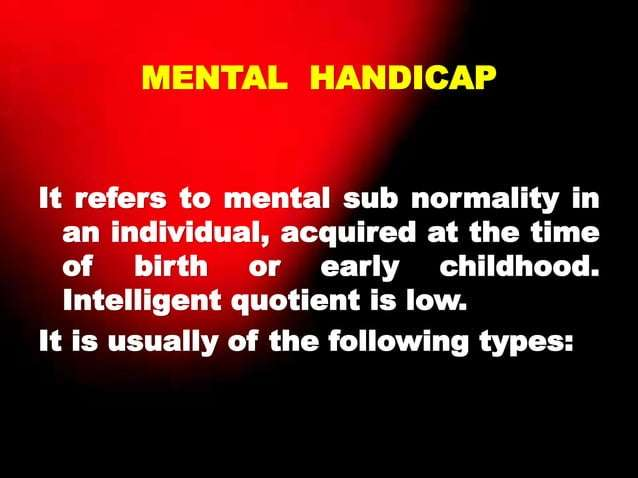 MENTAL HANDICAP
It refers to mental sub normality in
an individual, acquired at the time
of birth or early childhood.
Intelligent quotient is low.
It is usually of the following types: